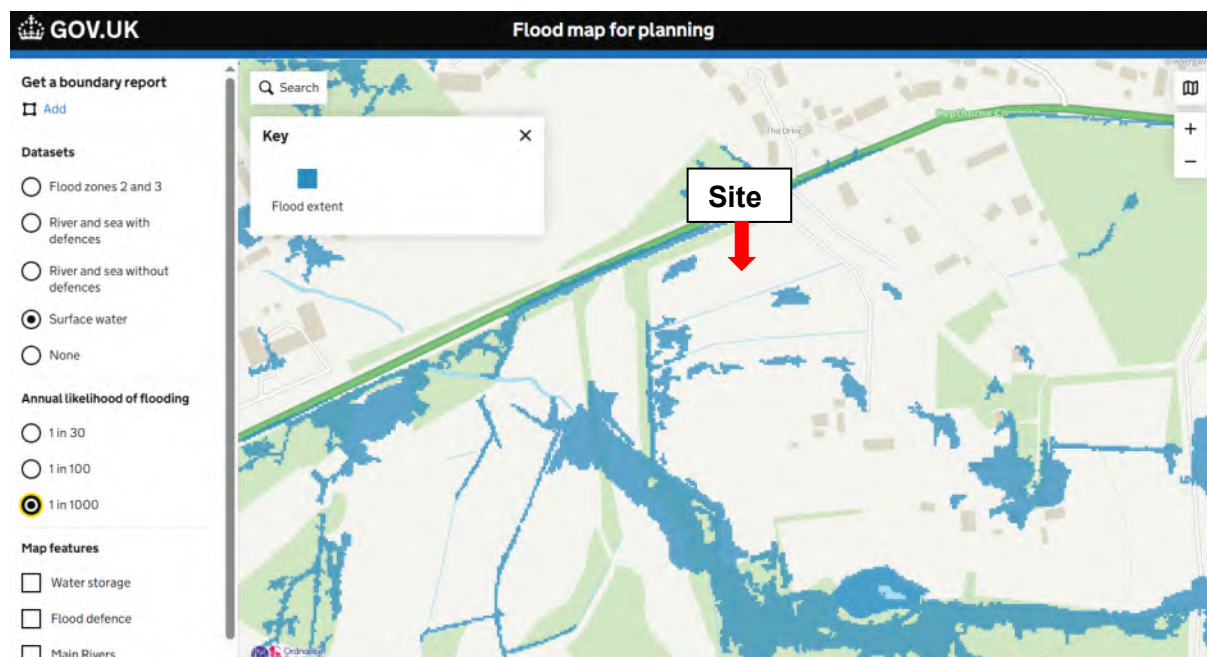 GOV.UK
Flood map for planning
Get a boundary report
Add
Datasets
Flood zones 2 and 3
River and sea with
defences
River and sea without
defences
Surface water
None
Annual likelihood of flooding
1 in 30
1 in 100
1 in 1000
Map features
Water storage
Flood defence
Main Rivers
Search
Key
Flood extent
The Drive
Site
+
−